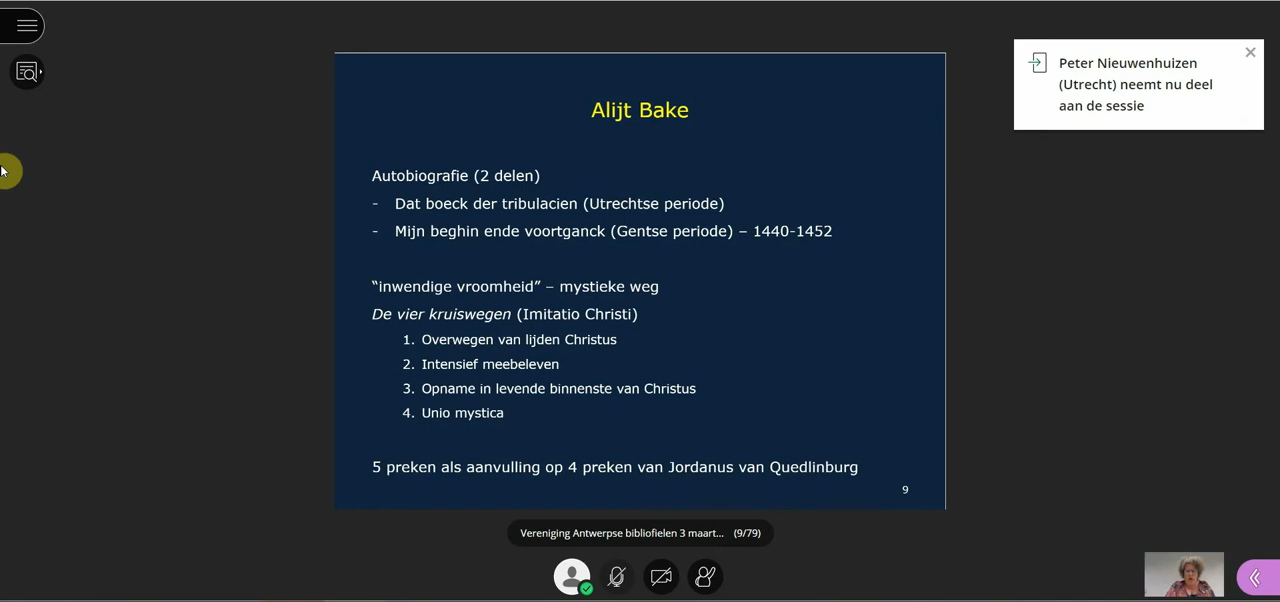 Peter Nieuwenhuizen
(Utrecht) neemt nu deel
aan de sessie
Alijt Bake
Autobiografie (2 delen)
- Dat boeck der tribulacien (Utrechtse periode)
- Mijn beghin ende voortganck (Gentse periode) – 1440-1452
“inwendige vroomheid” – mystieke weg
De vier kruiswegen (Imitatio Christi)
1. Overwegen van lijden Christus
2. Intensief meebeleven
3. Opname in levende binnenste van Christus
4. Unio mystica
5 preken als aanvulling op 4 preken van Jordanus van Quedlinburg
9
Vereniging Antwerpse bibliofielen 3 maart... (9/79)